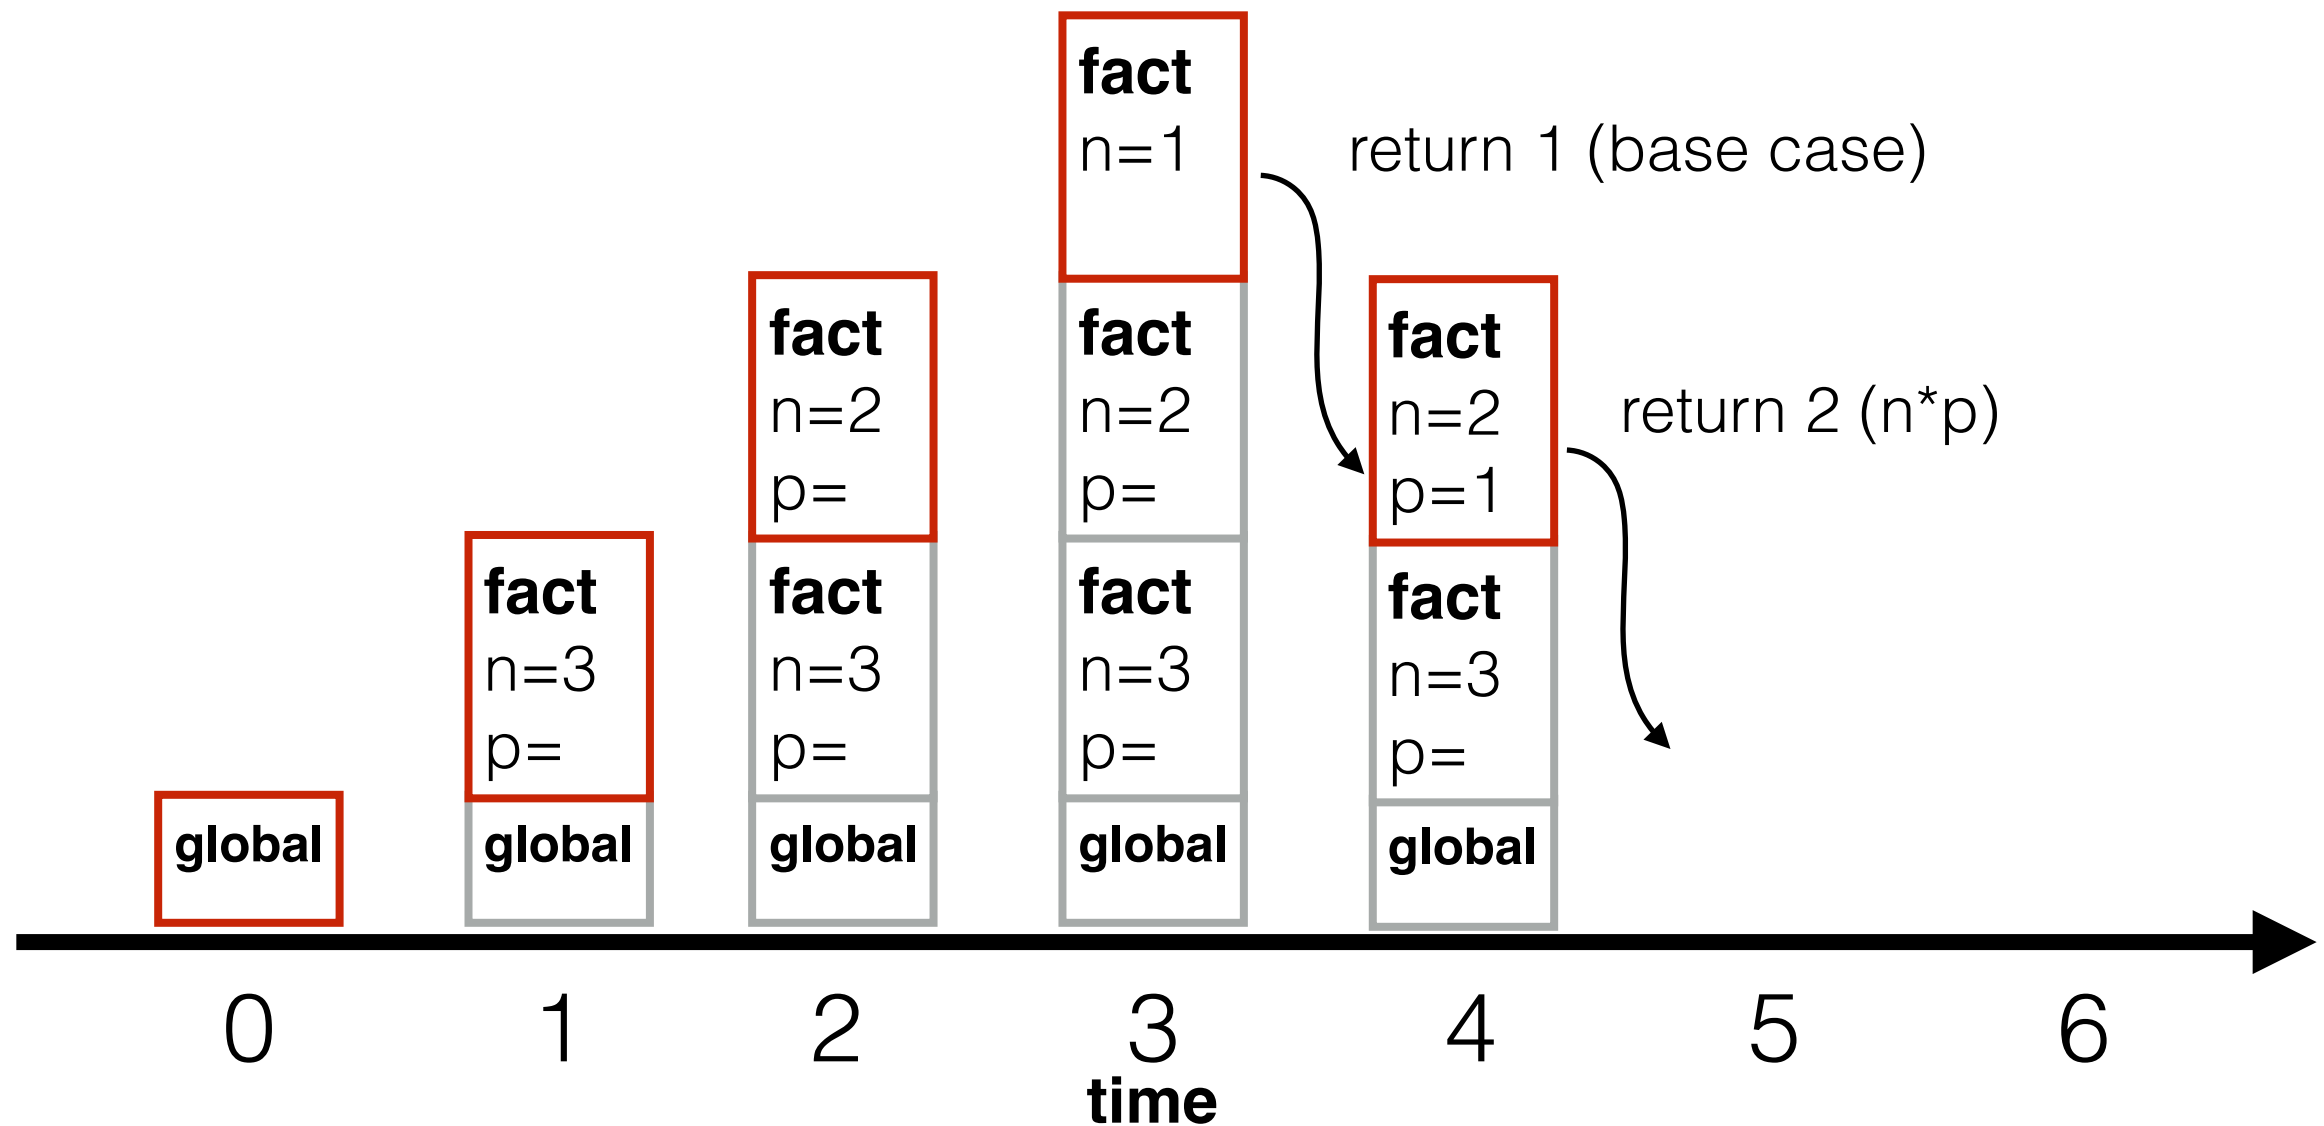 global
fact
n=3
p=
global
fact
n=2
p=
fact
n=3
p=
global
fact
n=1
fact
n=2
p=
fact
n=3
p=
global
return 1 (base case)
fact
n=2
p=1
fact
n=3
p=
global
return 2 (n*p)
0 1 2 3 4 5 6
time